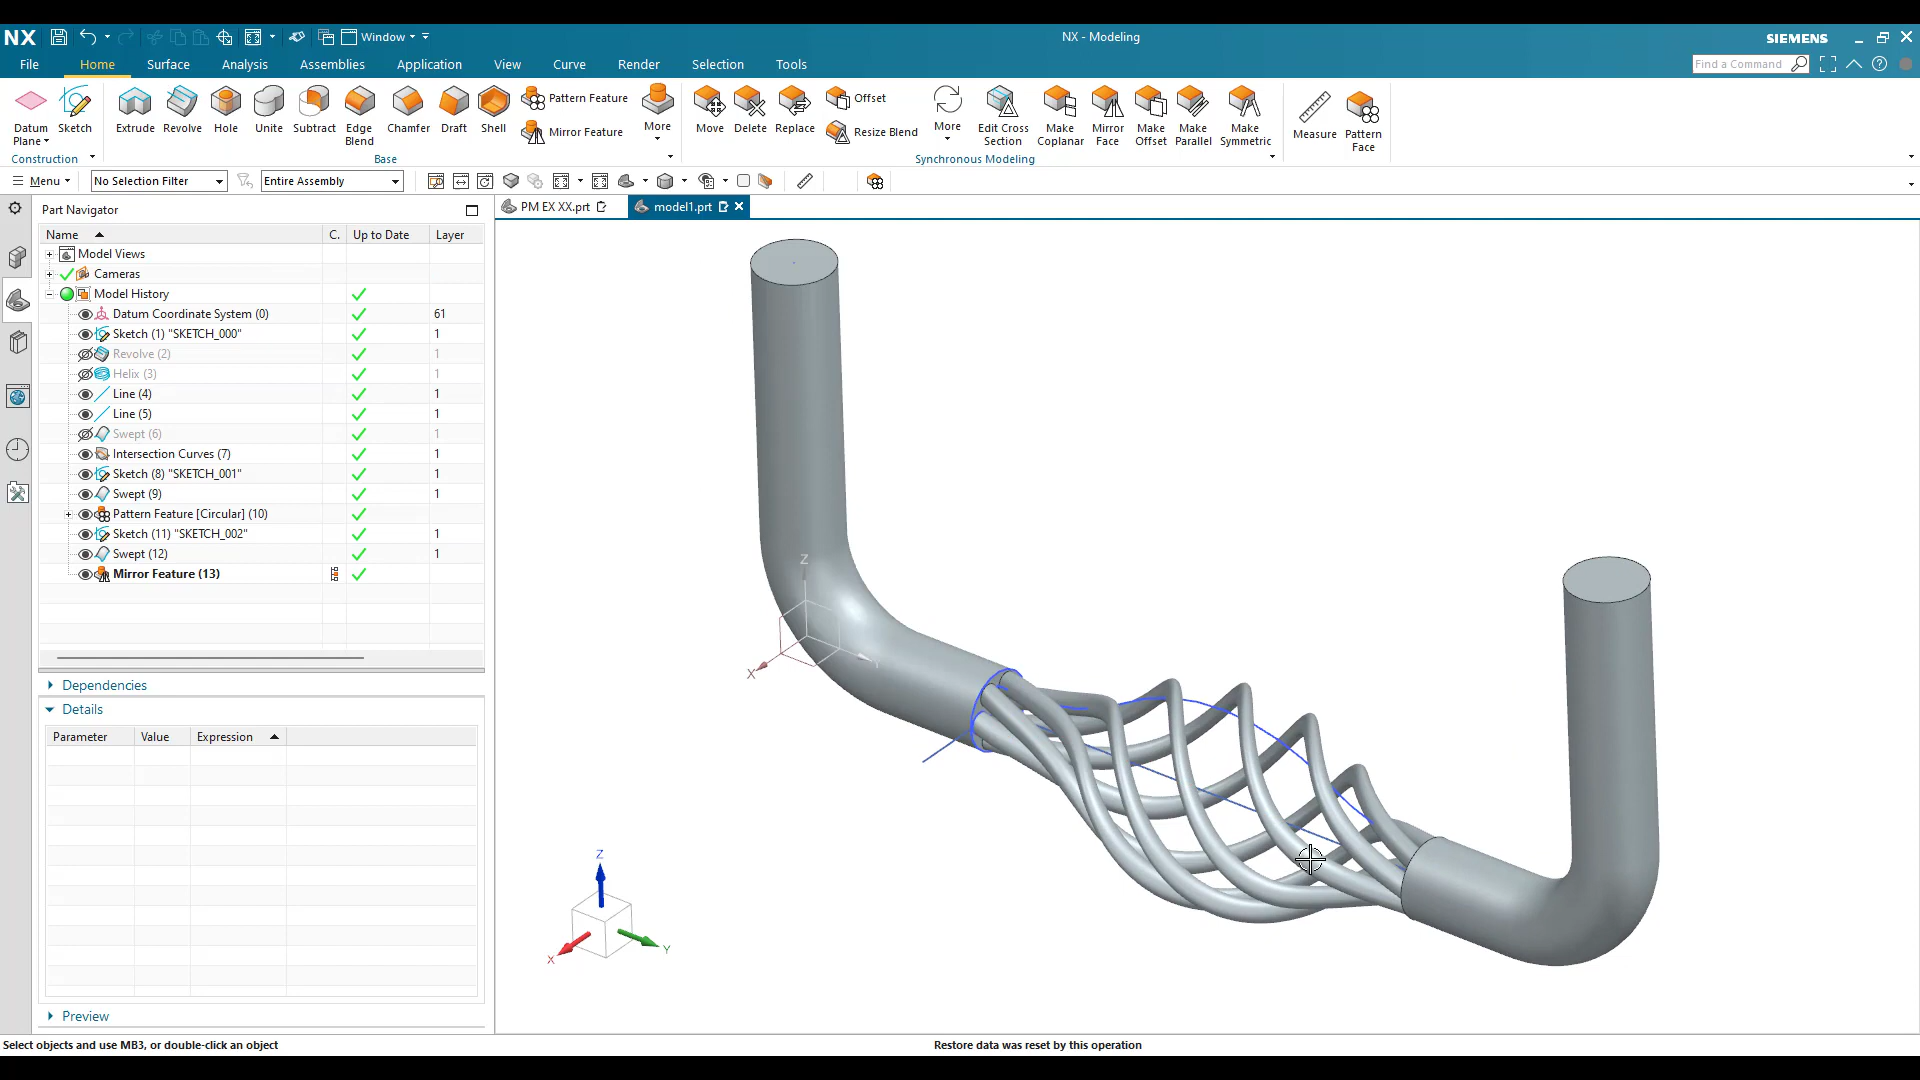 NX Window NX - Modeling SIEMENS
File Home Surface Analysis Assemblies Application View Curve Render Selection Tools Find a Command
Datum Plane Sketch Extrude Revolve Hole Unite Subtract Edge Blend Chamfer Draft Shell Pattern Feature Mirror Feature More Move Delete Replace Offset Resize Blend More Edit Cross Section Make Coplanar Mirror Face Make Offset Make Parallel Make Symmetric Measure Pattern Face
Construction Base Synchronous Modeling
Menu No Selection Filter Entire Assembly
Part Navigator PM EX XX.prt model1.prt
Name C. Up to Date Layer
Model Views
Cameras
Model History
Datum Coordinate System (0) 61
Sketch (1) "SKETCH_000" 1
Revolve (2) 1
Helix (3) 1
Line (4) 1
Line (5) 1
Swept (6) 1
Intersection Curves (7) 1
Sketch (8) "SKETCH_001" 1
Swept (9) 1
Pattern Feature [Circular] (10)
Sketch (11) "SKETCH_002" 1
Swept (12) 1
Mirror Feature (13)
Z
X
Y
Dependencies
Details
Parameter Value Expression
Z
X Y
Preview
Select objects and use MB3, or double-click an object Restore data was reset by this operation